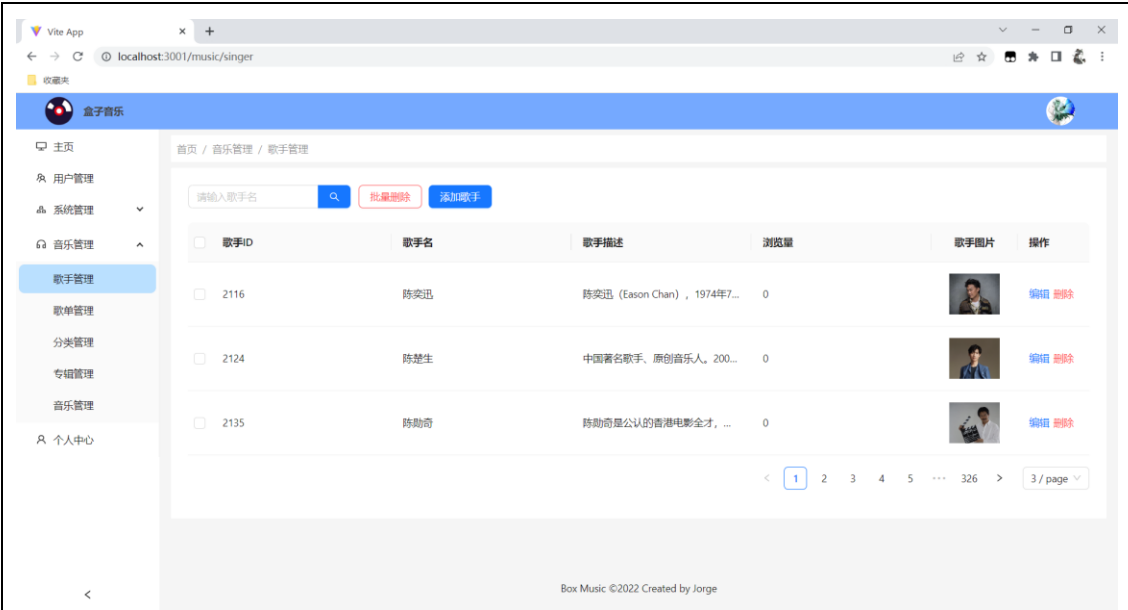 Vite App
localhost:3001/music/singer
收藏夹
盒子音乐
主页
用户管理
系统管理
音乐管理
歌手管理
歌单管理
分类管理
专辑管理
音乐管理
个人中心
首页 / 音乐管理 / 歌手管理
请输入歌手名 批量删除 添加歌手
歌手ID 歌手名 歌手描述 浏览量 歌手图片 操作
2116 陈奕迅 陈奕迅（Eason Chan），1974年7... 0 编辑 删除
2124 陈楚生 中国著名歌手、原创音乐人。200... 0 编辑 删除
2135 陈勋奇 陈勋奇是公认的香港电影全才，... 0 编辑 删除
< 1 2 3 4 5 ··· 326 > 3 / page
Box Music ©2022 Created by Jorge